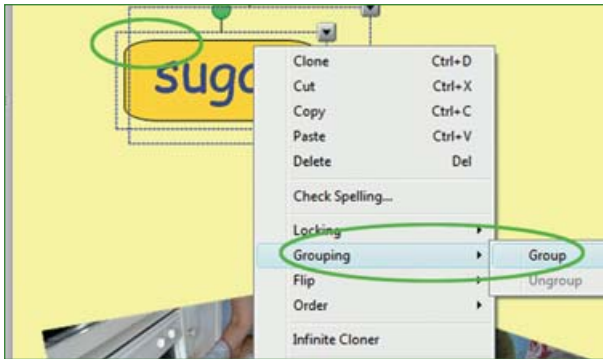 Clone Ctrl+D
Cut Ctrl+X
Copy Ctrl+C
Paste Ctrl+V
Delete Del
Check Spelling...
Locking
Grouping
Group
Flip
Ungroup
Order
Infinite Cloner